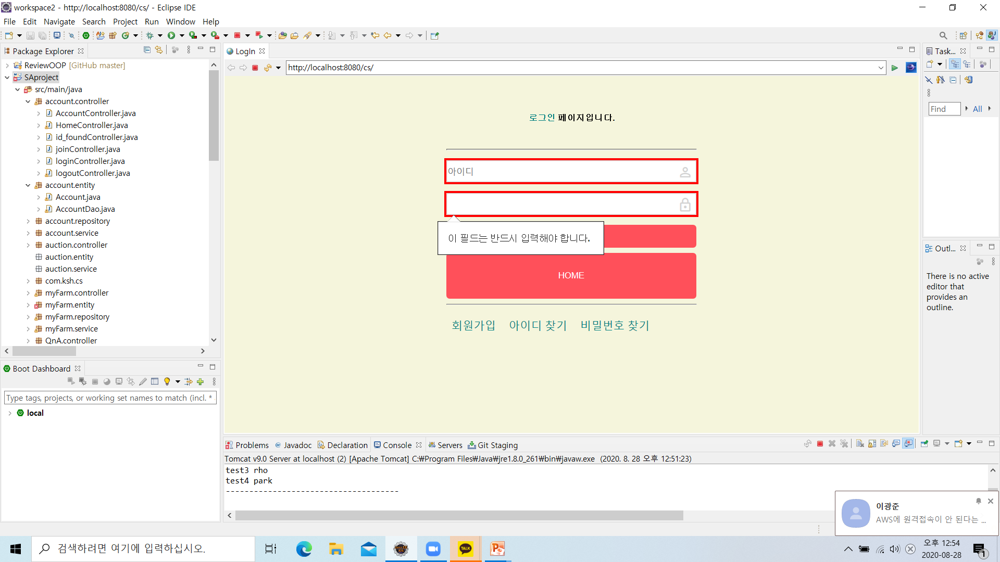 workspace2 - http://localhost:8080/cs/ - Eclipse IDE
File Edit Navigate Search Project Run Window Help
Package Explorer
ReviewOOP [GitHub master]
SAproject
src/main/java
account.controller
AccountController.java
HomeController.java
id_foundController.java
joinController.java
loginController.java
logoutController.java
account.entity
Account.java
AccountDao.java
account.repository
account.service
auction.controller
auction.entity
auction.service
com.ksh.cs
myFarm.controller
myFarm.entity
myFarm.repository
myFarm.service
QnA.controller
Boot Dashboard
Type tags, projects, or working set names to match (incl. *
local
LogIn
http://localhost:8080/cs/
로그인 페이지입니다.
아이디
이 필드는 반드시 입력해야 합니다.
HOME
회원가입 아이디 찾기 비밀번호 찾기
Task...
Find All
Outl...
There is no active
editor that
provides an
outline.
Problems Javadoc Declaration Console Servers Git Staging
Tomcat v9.0 Server at localhost (2) [Apache Tomcat] C:₩Program Files₩Java₩jre1.8.0_261₩bin₩javaw.exe (2020. 8. 28 오후 12:51:23)
test3 rho
test4 park
-------------------------------------
이광준
AWS에 원격접속이 안 된다는 ...
검색하려면 여기에 입력하십시오.
TALK
오후 12:54
2020-08-28
1